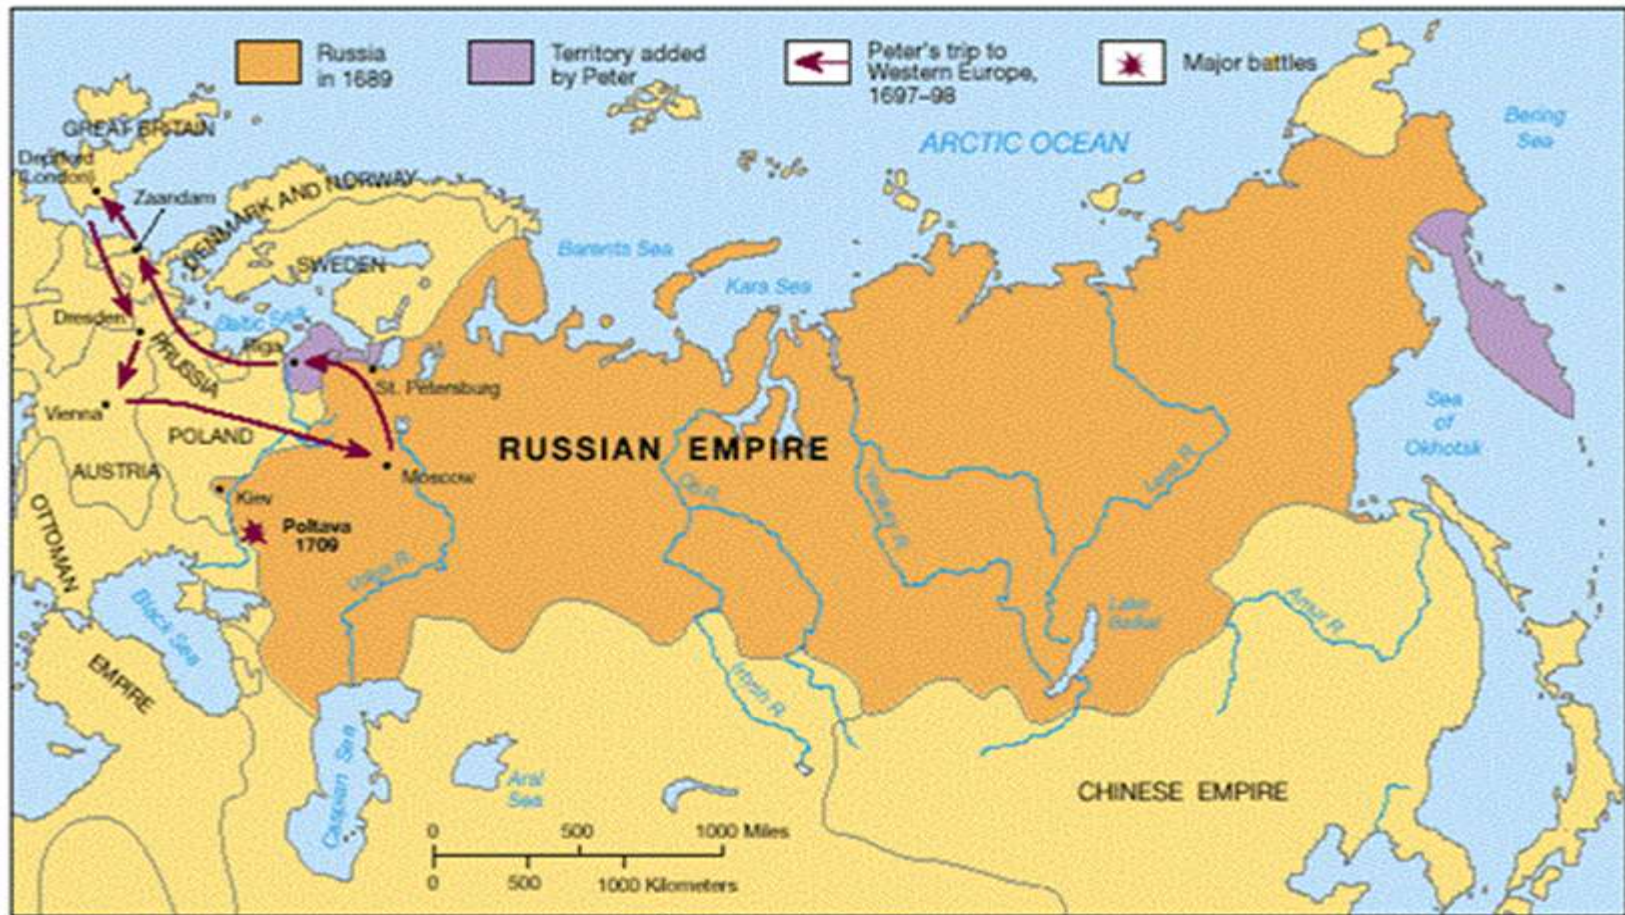 Russia
in 1689
Territory added
by Peter
Peter's trip to
Western Europe,
1697–98
Major battles
ARCTIC OCEAN
Bering
Sea
GREAT BRITAIN
Deptford
(London)
Zaandam
DENMARK AND NORWAY
SWEDEN
Barents Sea
Kara Sea
Baltic Sea
Dresden
Riga
PRUSSIA
St. Petersburg
Vienna
POLAND
RUSSIAN EMPIRE
Sea
of
Okhotsk
AUSTRIA
Moscow
Kiev
Ob R.
Yenisey R.
Lena R.
OTTOMAN
Poltava
1709
Volga R.
Black Sea
Lake
Baikal
Amur R.
EMPIRE
Irtish R.
Caspian Sea
Aral
Sea
CHINESE EMPIRE
0 500 1000 Miles
0 500 1000 Kilometers